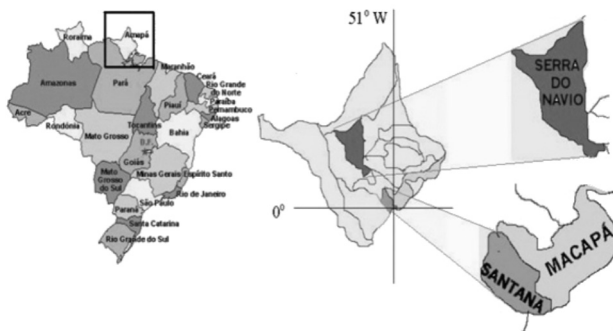 Roraima
Amapá
Amazonas
Pará
Maranhão
Ceará
Rio Grande
do Norte
Paraíba
Pernambuco
Alagoas
Sergipe
Piauí
Acre
Rondônia
Tocantins
Bahia
Mato Grosso
D.F.
Goiás
Minas Gerais
Espírito Santo
Mato
Grosso
do Sul
Rio de Janeiro
São Paulo
Paraná
Santa Catarina
Rio Grande do Sul
51⁰ W
0⁰
SERRA
DO
NAVIO
MACAPÁ
SANTANA